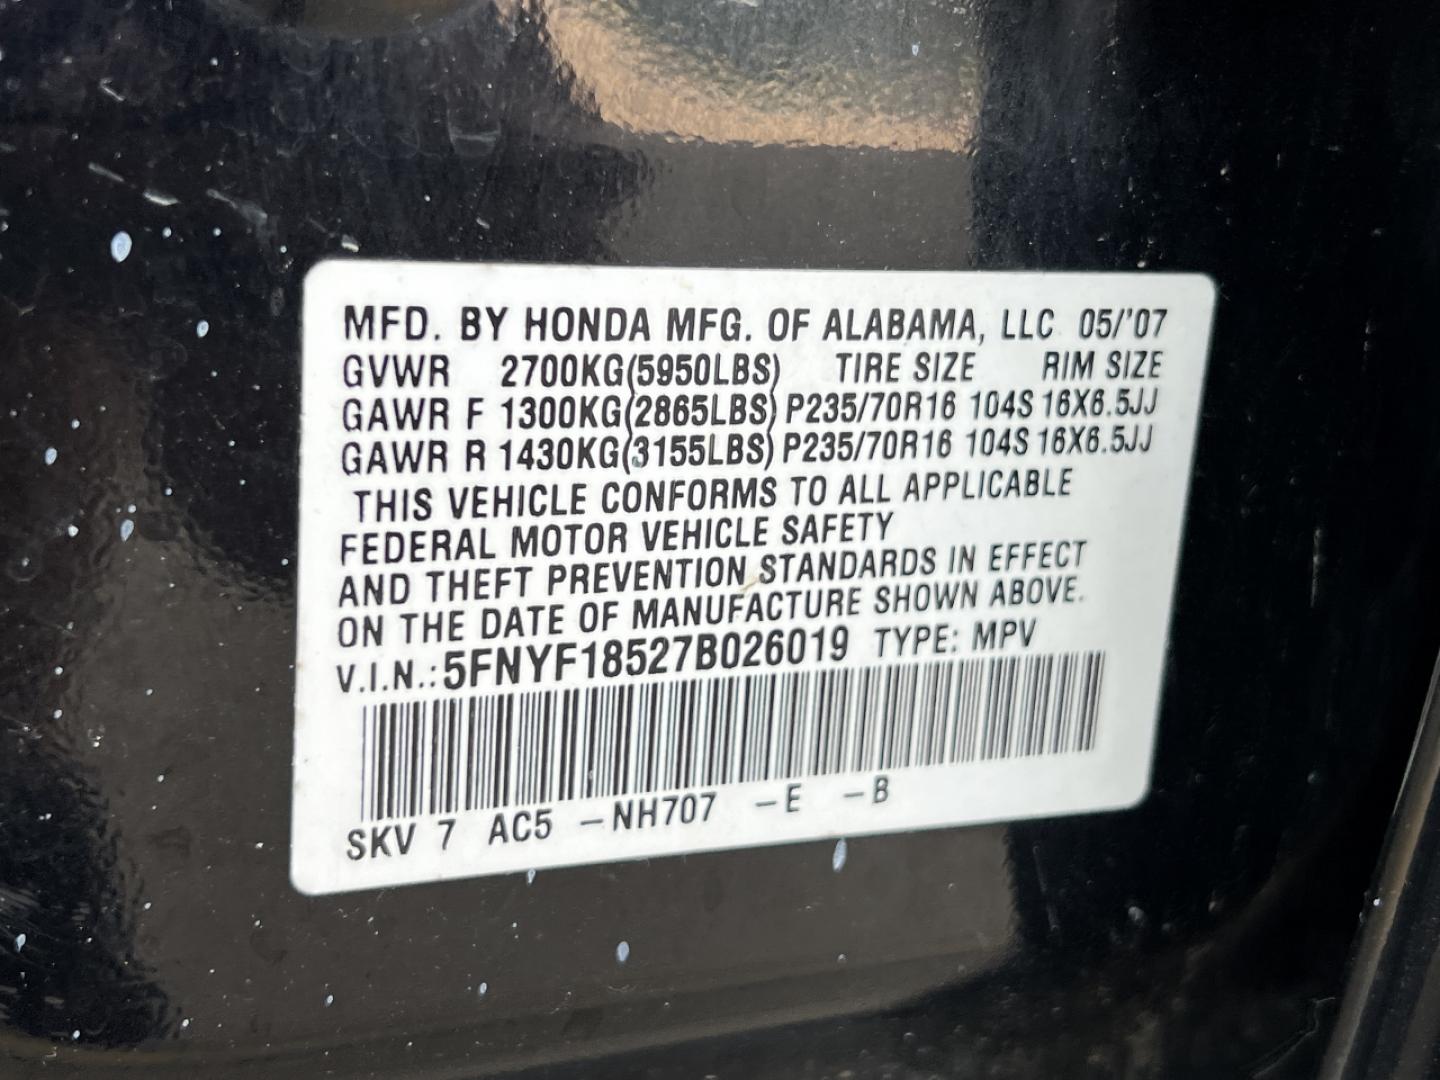 MFD. BY HONDA MFG. OF ALABAMA, LLC 05/'07
GVWR 2700KG(5950LBS) TIRE SIZE RIM SIZE
GAWR F 1300KG(2865LBS) P235/70R16 104S 16X6.5JJ
GAWR R 1430KG(3155LBS) P235/70R16 104S 16X6.5JJ
THIS VEHICLE CONFORMS TO ALL APPLICABLE
FEDERAL MOTOR VEHICLE SAFETY
AND THEFT PREVENTION STANDARDS IN EFFECT
ON THE DATE OF MANUFACTURE SHOWN ABOVE.
V.I.N.: 5FNYF18527B026019 TYPE: MPV
SKV 7 AC5 -NH707 -E -B